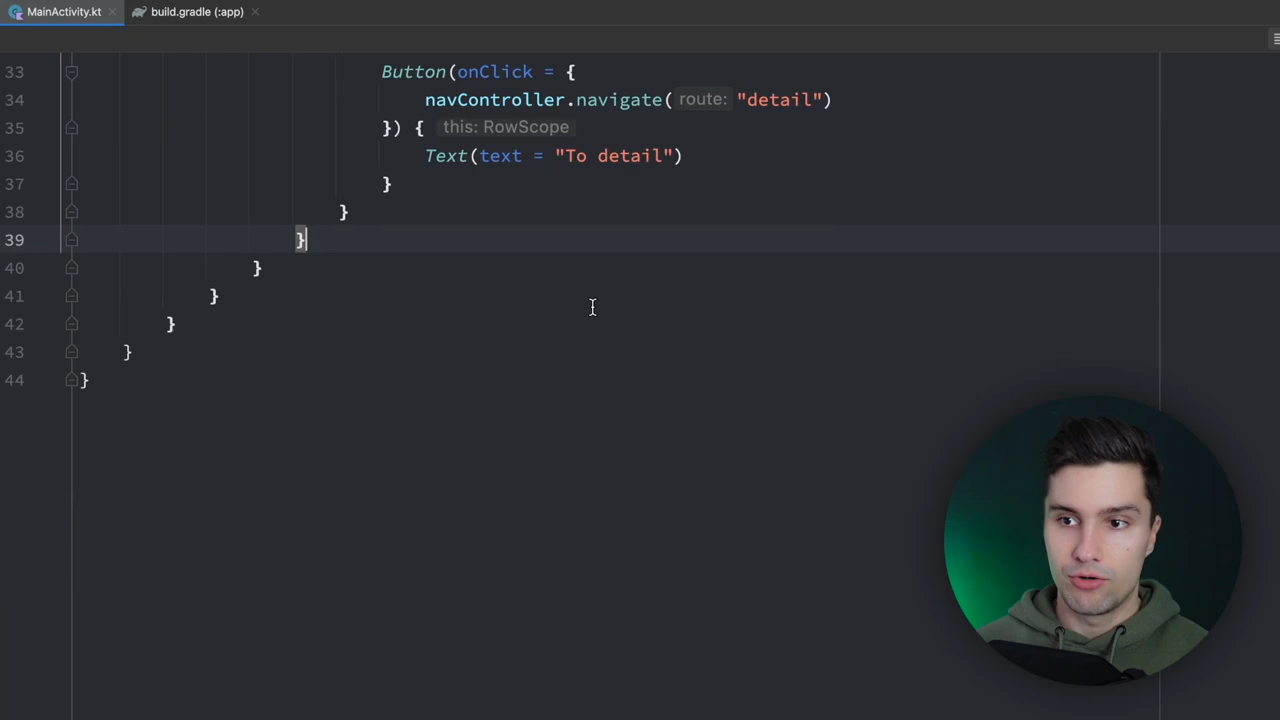 MainActivity.kt build.gradle (:app)
33 Button(onClick = {
34 navController.navigate( route: "detail")
35 }) { this: RowScope
36 Text(text = "To detail")
37 }
38 }
39 }
40 }
41 }
42 }
43 }
44 }